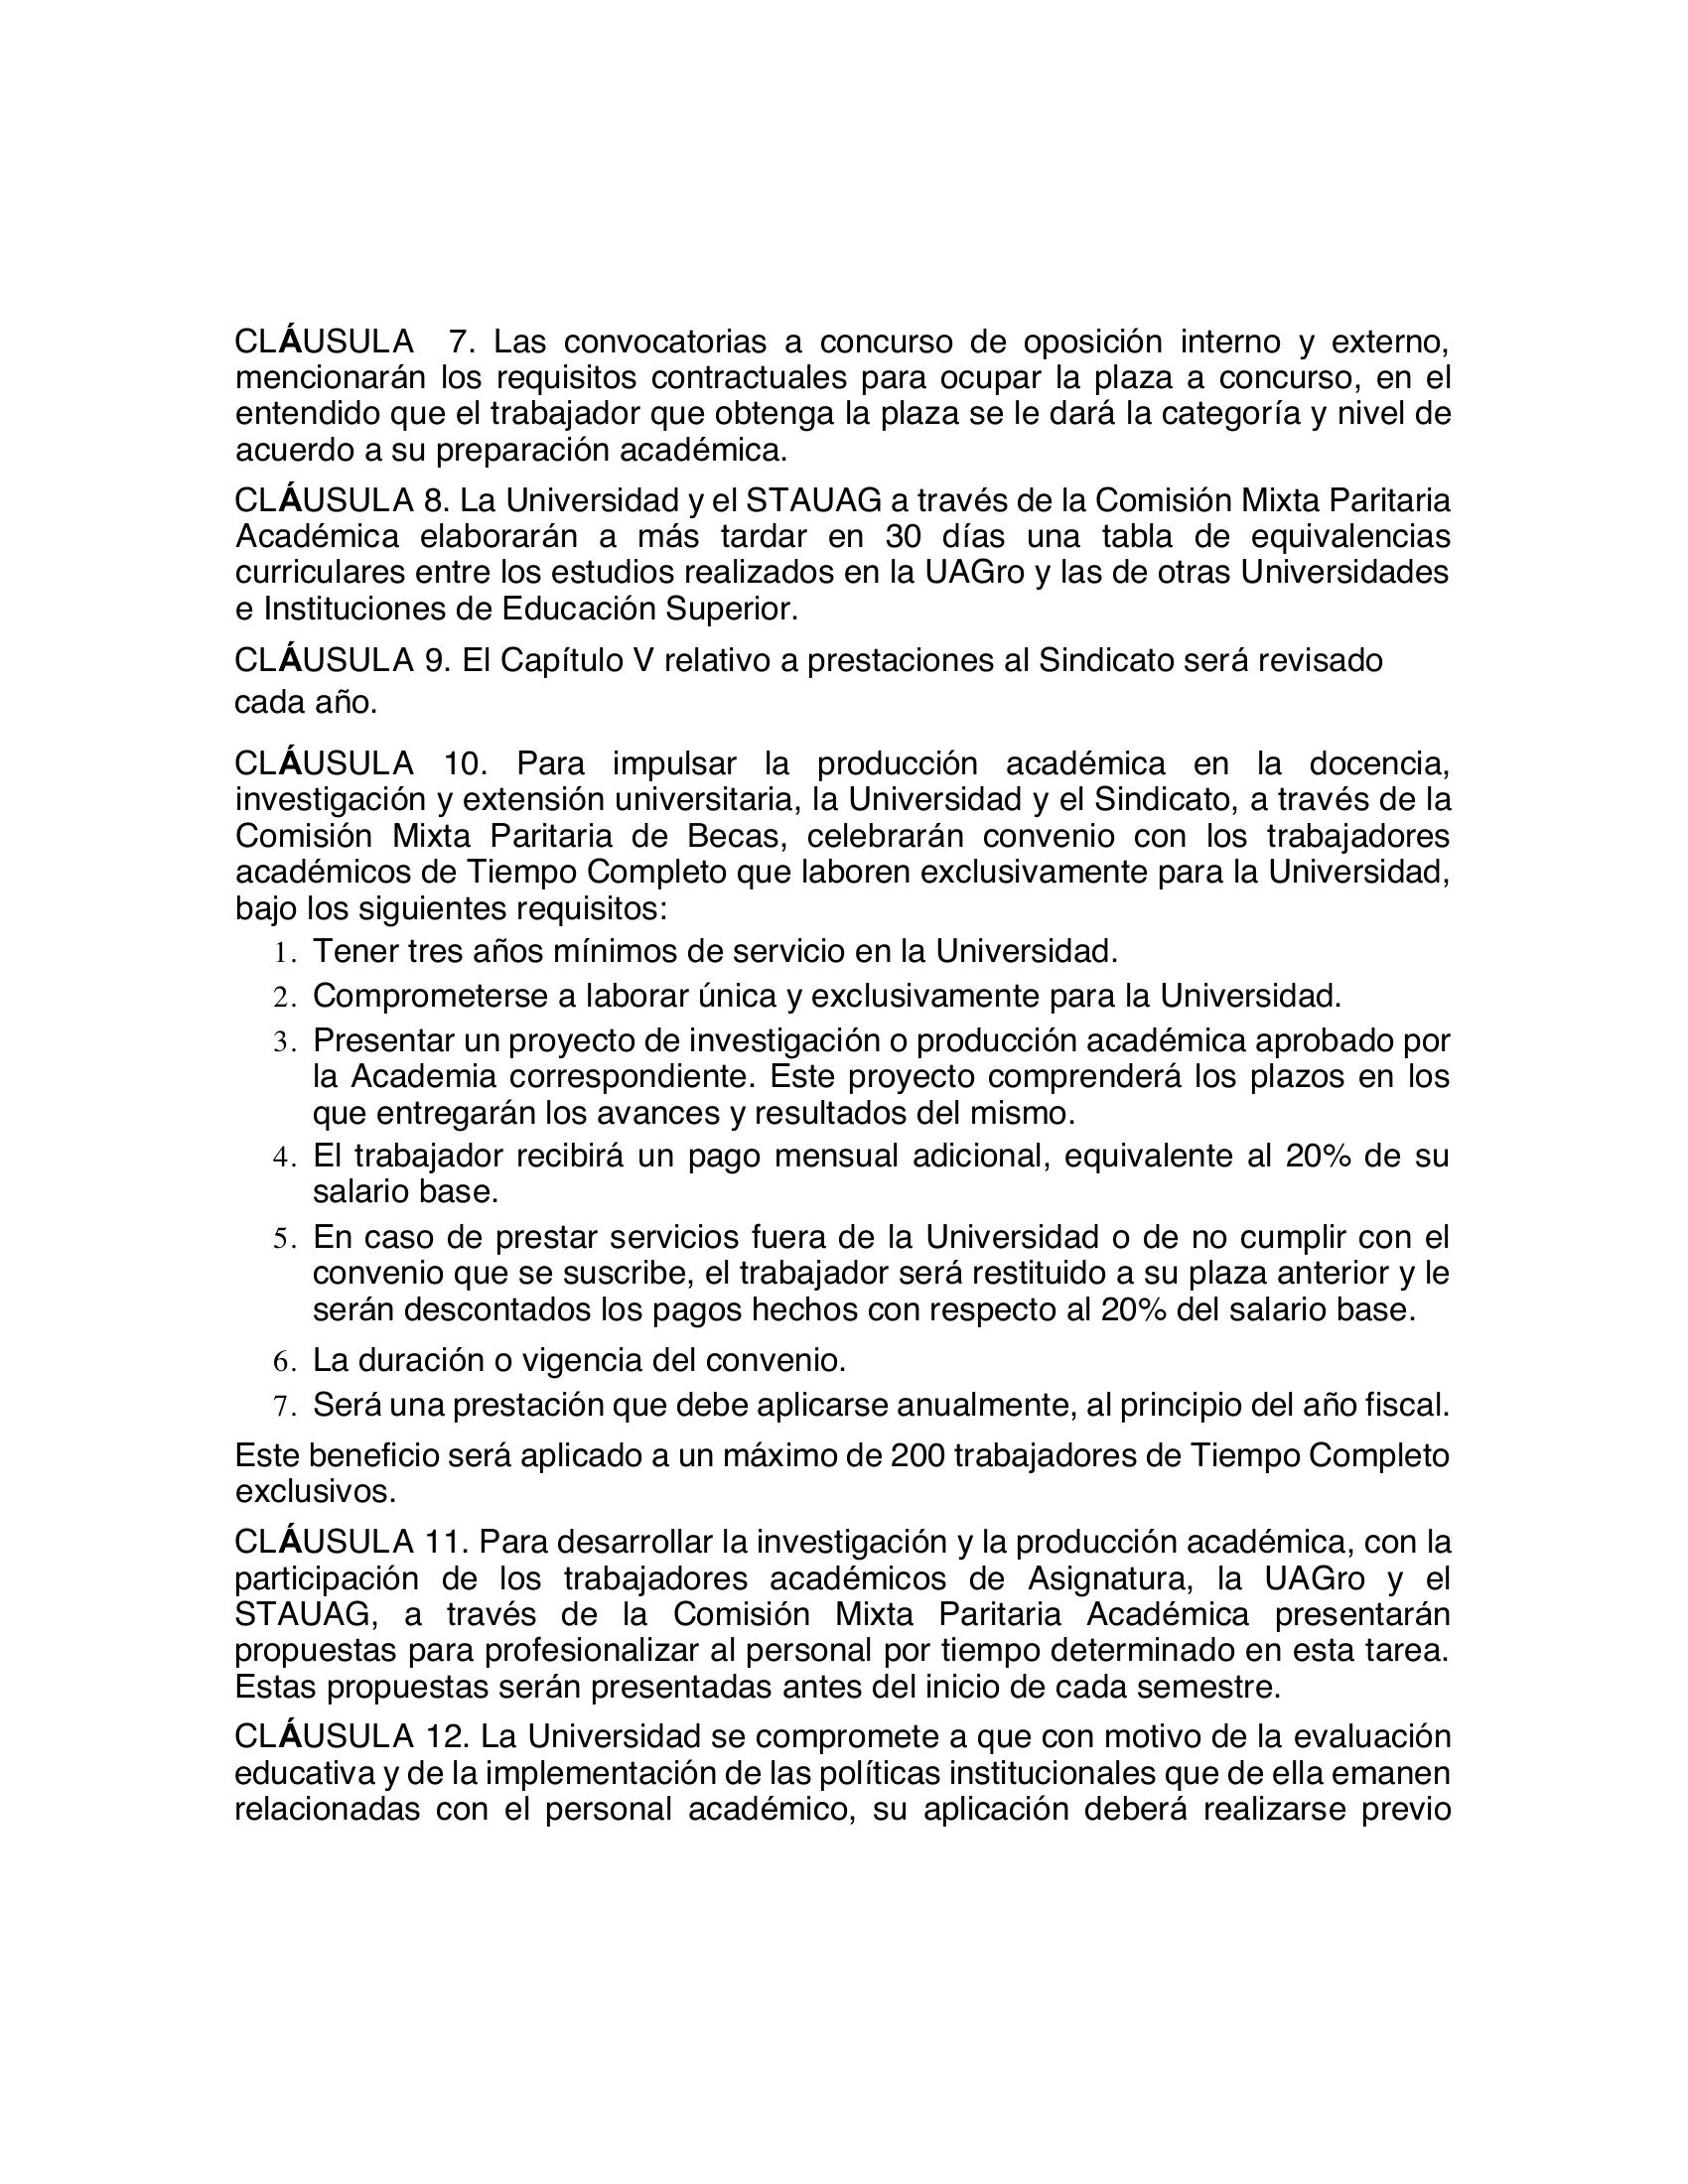 CLÁUSULA 7. Las convocatorias a concurso de oposición interno y externo,
mencionarán los requisitos contractuales para ocupar la plaza a concurso, en el
entendido que el trabajador que obtenga la plaza se le dará la categoría y nivel de
acuerdo a su preparación académica.
CLÁUSULA 8. La Universidad y el STAUAG a través de la Comisión Mixta Paritaria
Académica elaborarán a más tardar en 30 días una tabla de equivalencias
curriculares entre los estudios realizados en la UAGro y las de otras Universidades
e Instituciones de Educación Superior.
CLÁUSULA 9. El Capítulo V relativo a prestaciones al Sindicato será revisado
cada año.
CLÁUSULA 10. Para impulsar la producción académica en la docencia,
investigación y extensión universitaria, la Universidad y el Sindicato, a través de la
Comisión Mixta Paritaria de Becas, celebrarán convenio con los trabajadores
académicos de Tiempo Completo que laboren exclusivamente para la Universidad,
bajo los siguientes requisitos:
1. Tener tres años mínimos de servicio en la Universidad.
2. Comprometerse a laborar única y exclusivamente para la Universidad.
3. Presentar un proyecto de investigación o producción académica aprobado por
la Academia correspondiente. Este proyecto comprenderá los plazos en los
que entregarán los avances y resultados del mismo.
4. El trabajador recibirá un pago mensual adicional, equivalente al 20% de su
salario base.
5. En caso de prestar servicios fuera de la Universidad o de no cumplir con el
convenio que se suscribe, el trabajador será restituido a su plaza anterior y le
serán descontados los pagos hechos con respecto al 20% del salario base.
6. La duración o vigencia del convenio.
7. Será una prestación que debe aplicarse anualmente, al principio del año fiscal.
Este beneficio será aplicado a un máximo de 200 trabajadores de Tiempo Completo
exclusivos.
CLÁUSULA 11. Para desarrollar la investigación y la producción académica, con la
participación de los trabajadores académicos de Asignatura, la UAGro y el
STAUAG, a través de la Comisión Mixta Paritaria Académica presentarán
propuestas para profesionalizar al personal por tiempo determinado en esta tarea.
Estas propuestas serán presentadas antes del inicio de cada semestre.
CLÁUSULA 12. La Universidad se compromete a que con motivo de la evaluación
educativa y de la implementación de las políticas institucionales que de ella emanen
relacionadas con el personal académico, su aplicación deberá realizarse previo